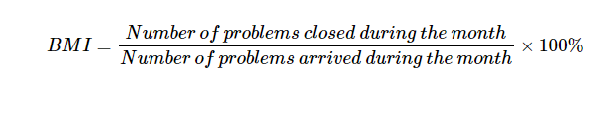 BMI – Number of problems closed during the month / Number of problems arrived during the month × 100%